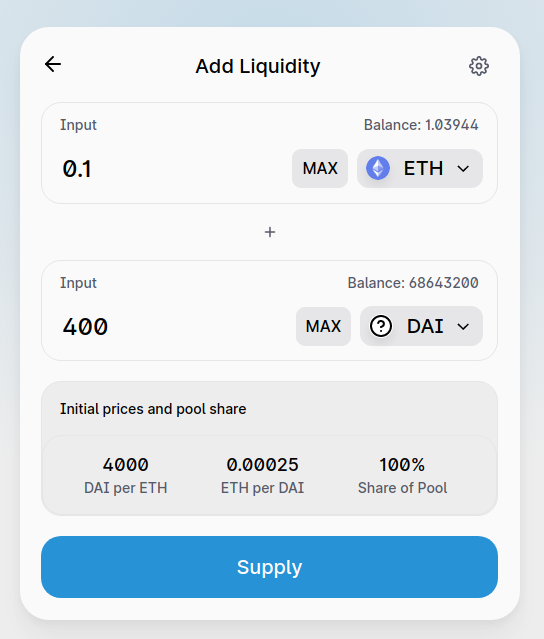 Add Liquidity
Input Balance: 1.03944
0.1 MAX ETH
+
Input Balance: 68643200
400 MAX ? DAI
Initial prices and pool share
4000 0.00025 100%
DAI per ETH ETH per DAI Share of Pool
Supply